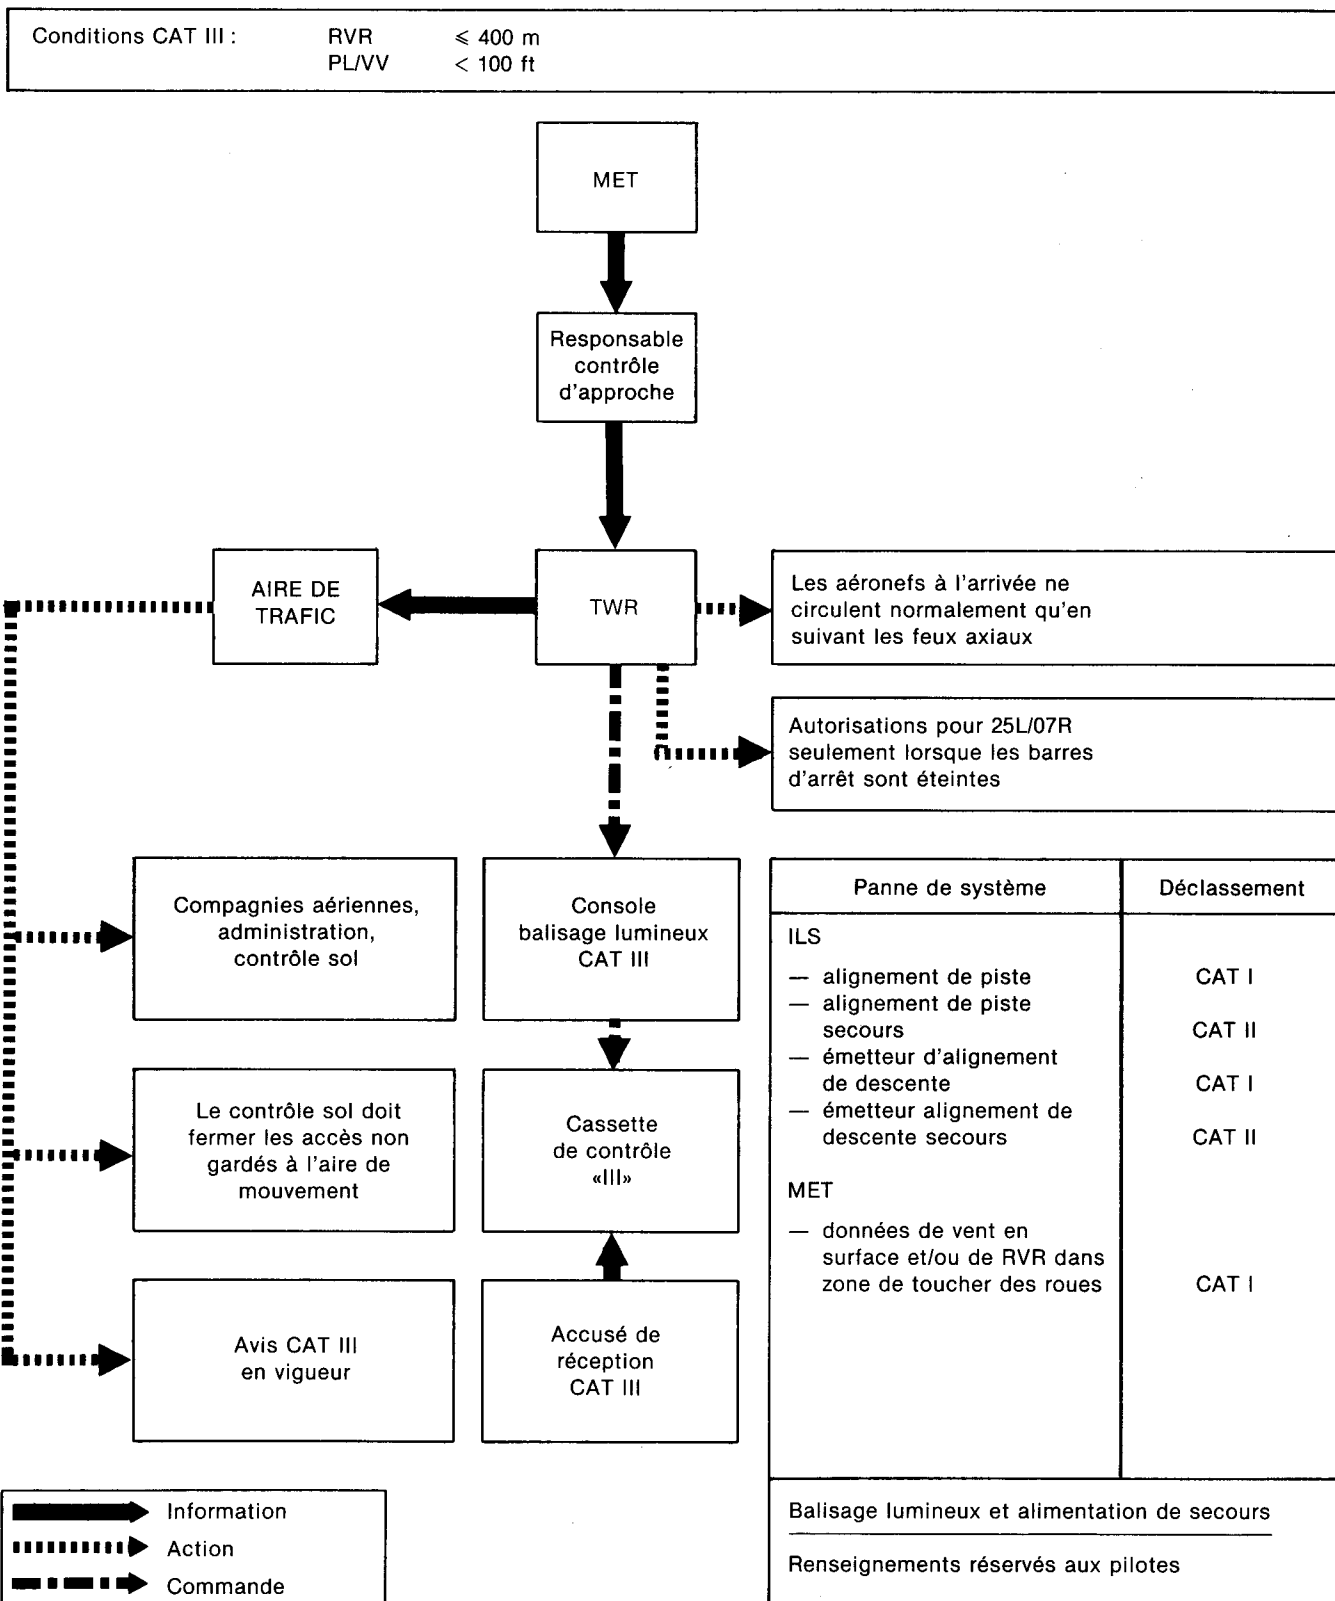 Conditions CAT III : RVR ⩽ 400 m
PL/VV < 100 ft
MET
Responsable
contrôle
d'approche
AIRE DE
TRAFIC
TWR
Les aéronefs à l'arrivée ne
circulent normalement qu'en
suivant les feux axiaux
Autorisations pour 25L/07R
seulement lorsque les barres
d'arrêt sont éteintes
Compagnies aériennes,
administration,
contrôle sol
Console
balisage lumineux
CAT III
Le contrôle sol doit
fermer les accès non
gardés à l'aire de
mouvement
Cassette
de contrôle
«III»
Avis CAT III
en vigueur
Accusé de
réception
CAT III
Panne de système Déclassement
ILS
— alignement de piste CAT I
— alignement de piste
secours CAT II
— émetteur d'alignement
de descente CAT I
— émetteur alignement de
descente secours CAT II
MET
— données de vent en
surface et/ou de RVR dans
zone de toucher des roues CAT I
Balisage lumineux et alimentation de secours
Renseignements réservés aux pilotes
Information
Action
Commande